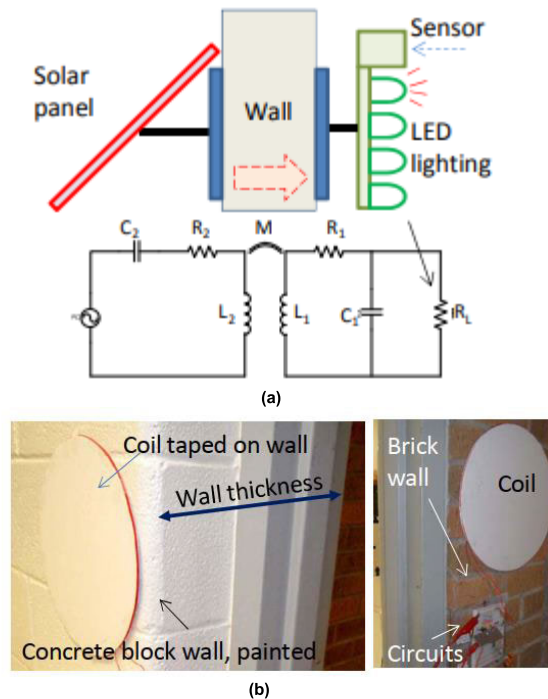 Solar
panel
Wall
Sensor
LED
lighting
C2
R2
M
R1
L2
L1
C1
RL
(a)
Coil taped on wall
Wall thickness
Concrete block wall, painted
Brick
wall
Coil
Circuits
(b)